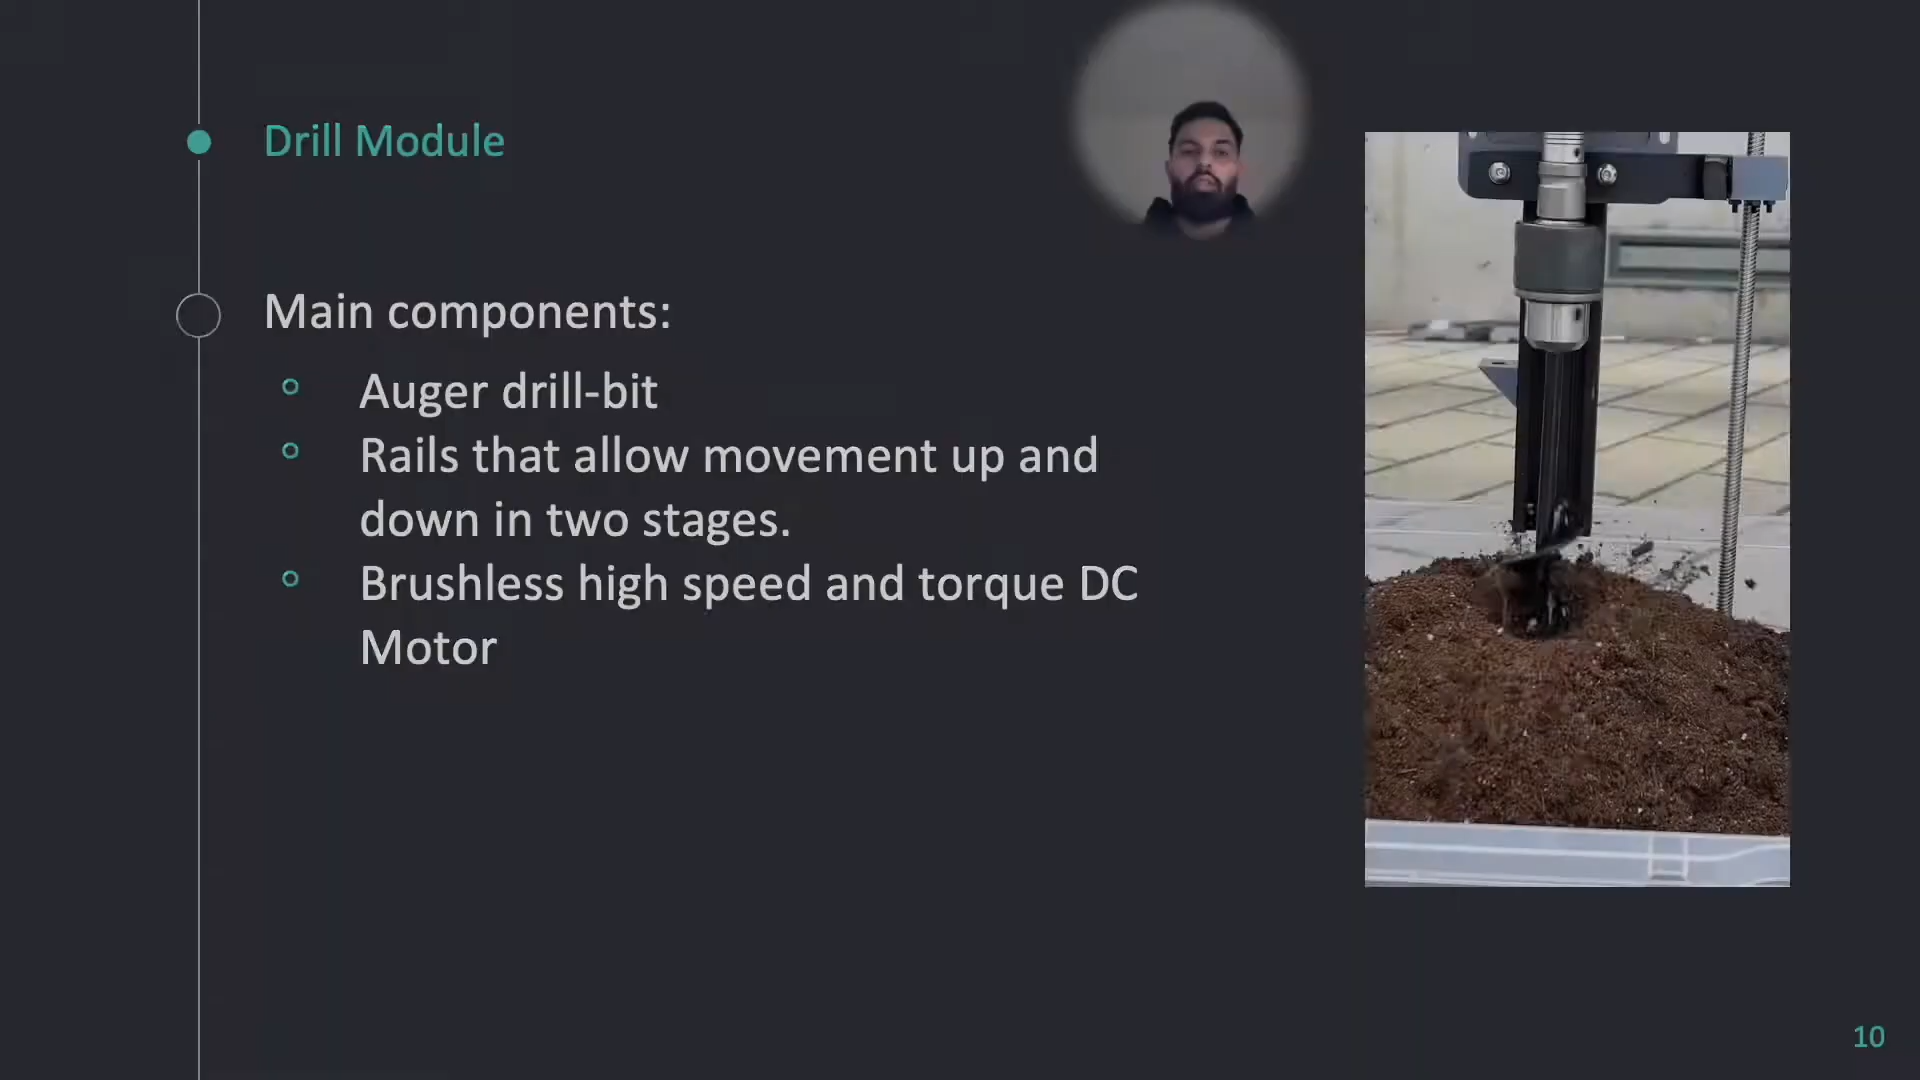 Drill Module
Main components:
Auger drill-bit
Rails that allow movement up and
down in two stages.
Brushless high speed and torque DC
Motor
10